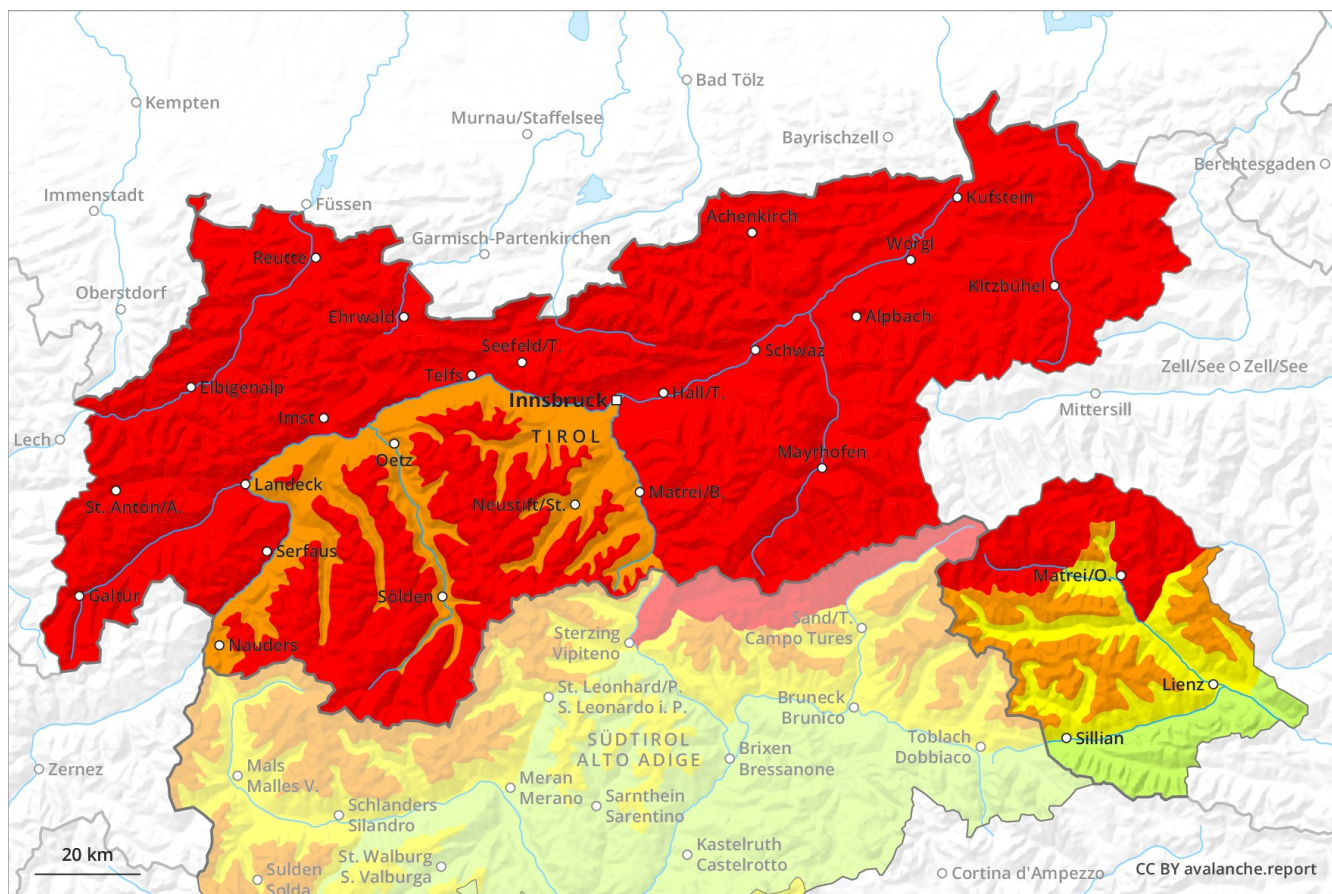 Kempten
Bad Tölz
Murnau/Staffelsee
Bayrischzell
Berchtesgaden
Immenstadt
Füssen
Kufstein
Achenkirch
Garmisch-Partenkirchen
Wörgl
Reutte
Oberstdorf
Kitzbühel
Ehrwald
Alpbach
Seefeld/T.
Schwaz
Zell/See
Zell/See
Telfs
Elbigenalp
Hall/T.
Innsbruck
Mittersill
Imst
Lech
TIROL
Oetz
Mayrhofen
Landeck
Matrei/B.
St. Anton/A.
Neustift/St.
Serfaus
Matrei/O.
Galtür
Sölden
Sand/T.
Campo Tures
Sterzing
Vipiteno
Nauders
Lienz
St. Leonhard/P.
S. Leonardo i. P.
Bruneck
Brunico
Sillian
SÜDTIROL
ALTO ADIGE
Toblach
Dobbiaco
Brixen
Bressanone
Zernez
Mals
Malles V.
Meran
Merano
Sarnthein
Sarentino
Schlanders
Silandro
Kastelruth
Castelrotto
20 km
St. Walburg
S. Valburga
Sulden
Solda
Cortina d'Ampezzo
CC BY avalanche.report